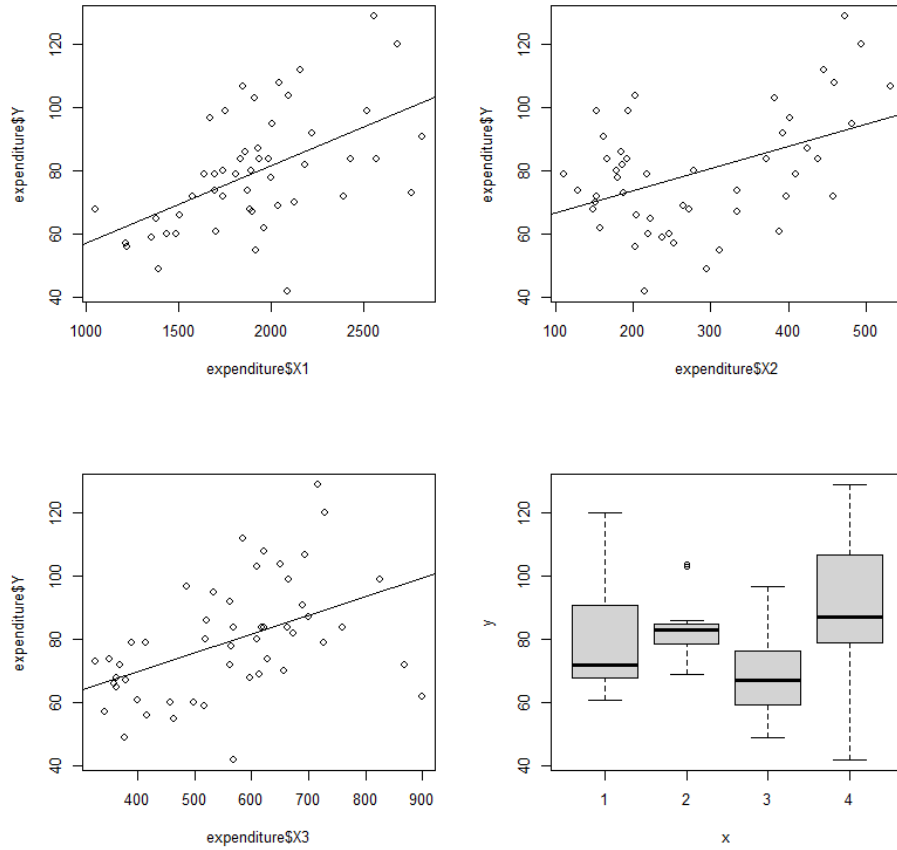 expenditure$Y
40 60 80 100 120
1000 1500 2000 2500
expenditure$X1
expenditure$Y
40 60 80 100 120
100 200 300 400 500
expenditure$X2
expenditure$Y
40 60 80 100 120
400 500 600 700 800 900
expenditure$X3
y
40 60 80 100 120
1 2 3 4
x